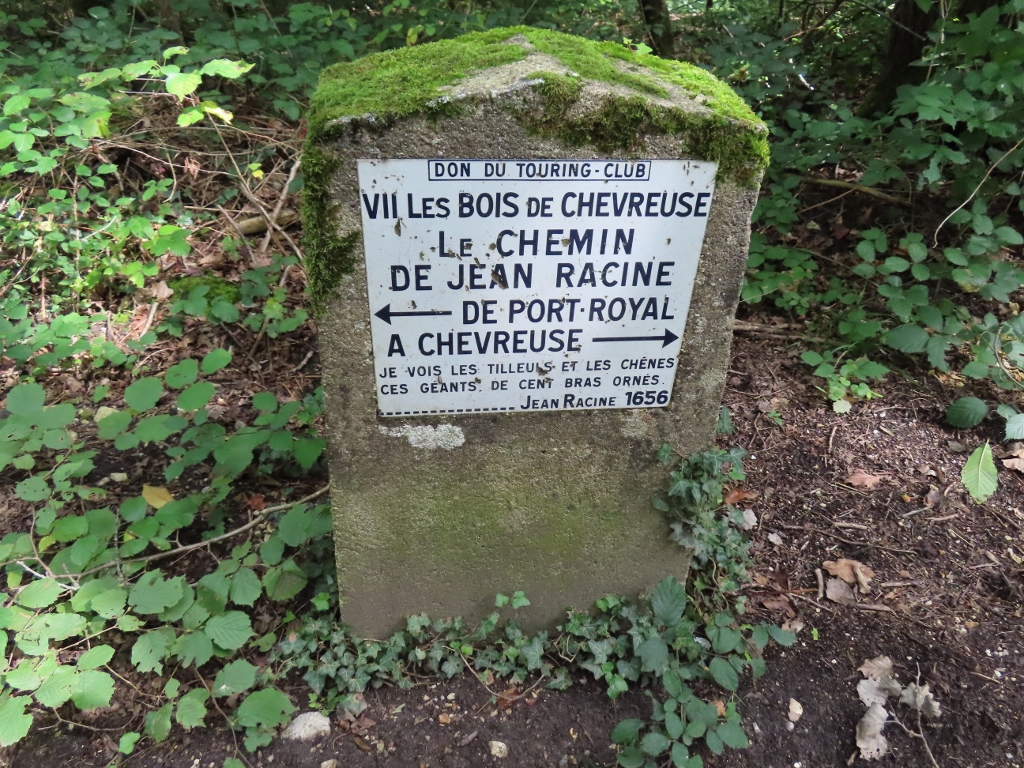 DON DU TOURING-CLUB
VII LES BOIS DE CHEVREUSE
LE CHEMIN
DE JEAN RACINE
← DE PORT-ROYAL
A CHEVREUSE →
JE VOIS LES TILLEULS ET LES CHÊNES
CES GÉANTS DE CENT BRAS ORNÉS.
JEAN RACINE 1656